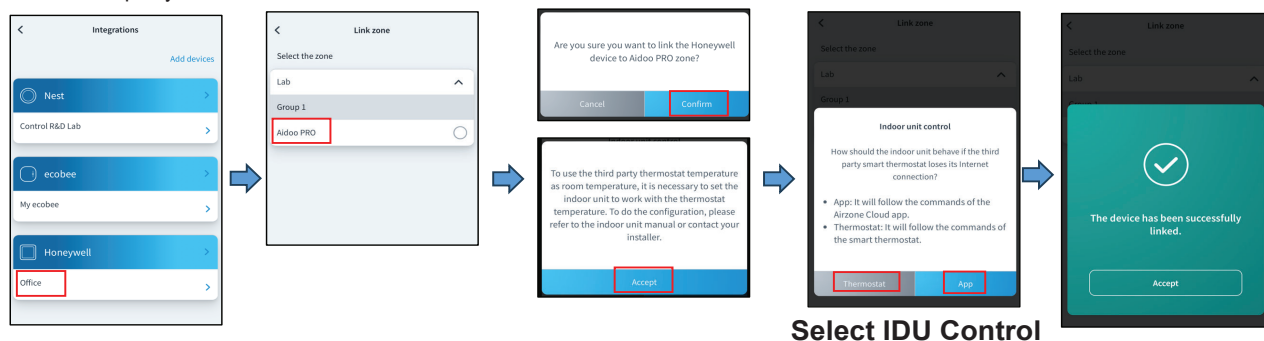 Integrations
Add devices
Nest
Control R&D Lab
ecobee
My ecobee
Honeywell
Office
Link zone
Select the zone
Lab
Group 1
Aidoo PRO
Are you sure you want to link the Honeywell
device to Aidoo PRO zone?
Cancel
Confirm
To use the third party thermostat temperature
as room temperature, it is necessary to set the
indoor unit to work with the thermostat
temperature. To do the configuration, please
refer to the indoor unit manual or contact your
installer.
Accept
Link zone
Select the zone
Lab
Group 1
Indoor unit control
How should the indoor unit behave if the third
party smart thermostat loses its Internet
connection?
• App: It will follow the commands of the
Airzone Cloud app.
• Thermostat: It will follow the commands of
the smart thermostat.
Thermostat
App
Select IDU Control
Link zone
Select the zone
Lab
The device has been successfully
linked.
Accept